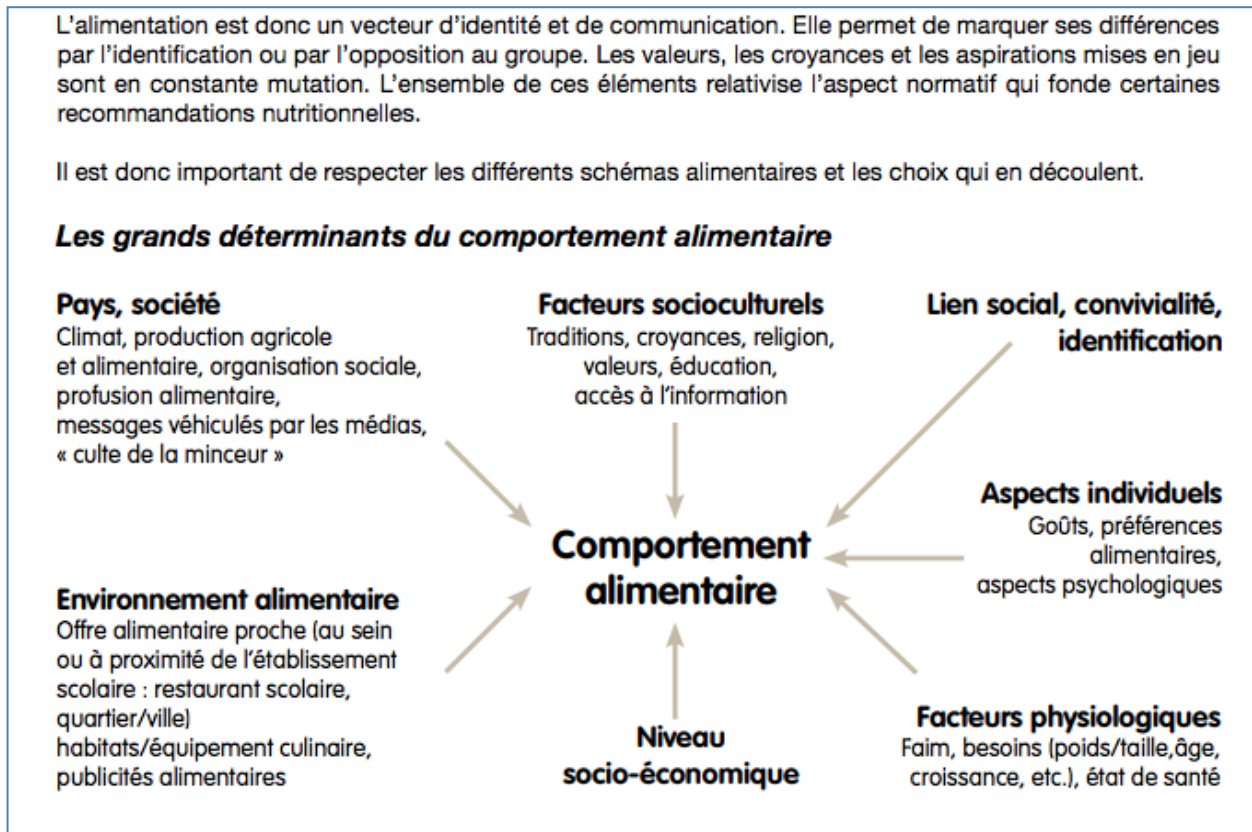 L’alimentation est donc un vecteur d’identité et de communication. Elle permet de marquer ses différences
par l’identification ou par l’opposition au groupe. Les valeurs, les croyances et les aspirations mises en jeu
sont en constante mutation. L’ensemble de ces éléments relativise l’aspect normatif qui fonde certaines
recommandations nutritionnelles.
Il est donc important de respecter les différents schémas alimentaires et les choix qui en découlent.
Les grands déterminants du comportement alimentaire
Pays, société
Climat, production agricole
et alimentaire, organisation sociale,
profusion alimentaire,
messages véhiculés par les médias,
« culte de la minceur »
Facteurs socioculturels
Traditions, croyances, religion,
valeurs, éducation,
accès à l’information
Lien social, convivialité,
identification
Aspects individuels
Goûts, préférences
alimentaires,
aspects psychologiques
Comportement
alimentaire
Environnement alimentaire
Offre alimentaire proche (au sein
ou à proximité de l’établissement
scolaire : restaurant scolaire,
quartier/ville)
habitats/équipement culinaire,
publicités alimentaires
Niveau
socio-économique
Facteurs physiologiques
Faim, besoins (poids/taille,âge,
croissance, etc.), état de santé